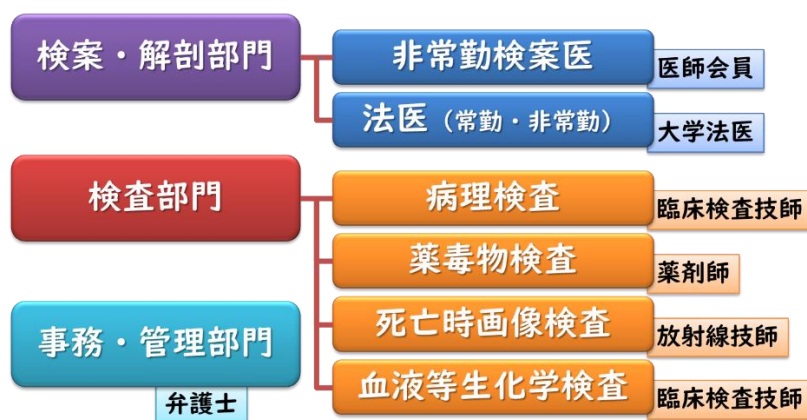 検案・解剖部門
非常勤検案医
医師会員
法医（常勤・非常勤）
大学法医
検査部門
病理検査
臨床検査技師
薬毒物検査
薬剤師
死亡時画像検査
放射線技師
血液等生化学検査
臨床検査技師
事務・管理部門
弁護士